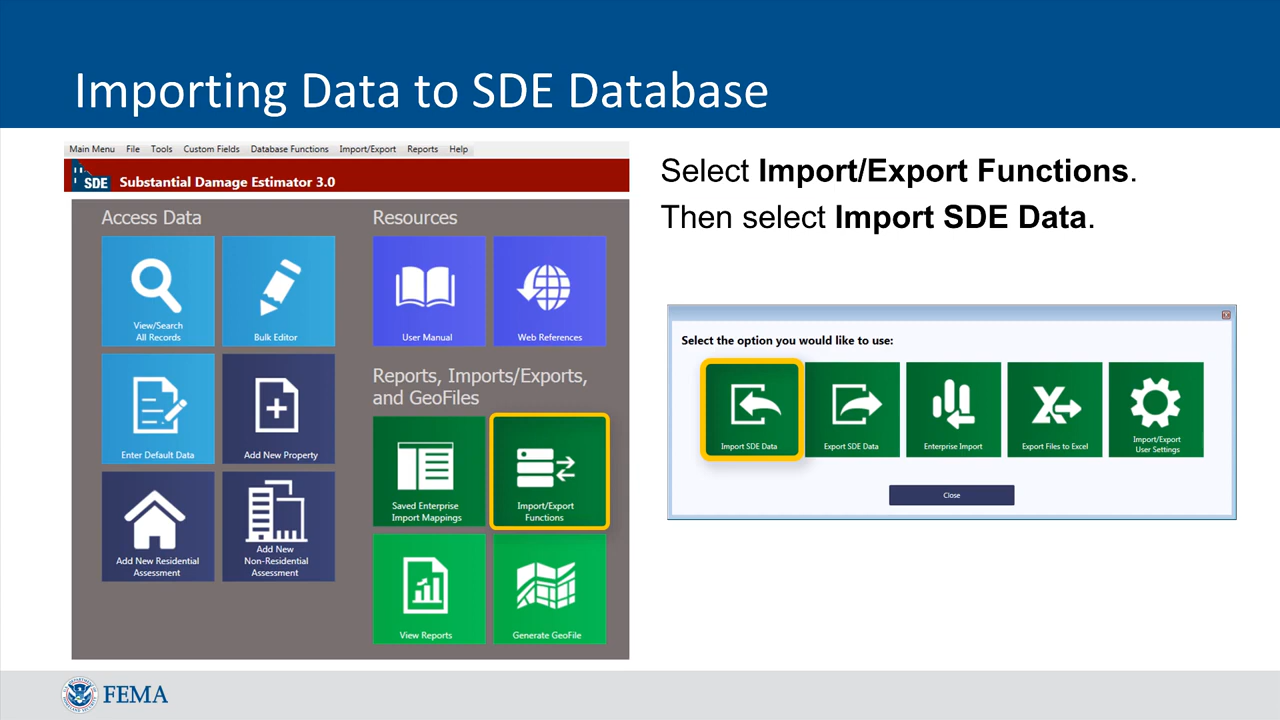 Importing Data to SDE Database
Main Menu File Tools Custom Fields Database Functions Import/Export Reports Help
SDE Substantial Damage Estimator 3.0
Access Data
View/Search
All Records
Bulk Editor
Enter Default Data
Add New Property
Add New Residential
Assessment
Add New
Non-Residential
Assessment
Resources
User Manual
Web References
Reports, Imports/Exports,
and GeoFiles
Saved Enterprise
Import Mappings
Import/Export
Functions
View Reports
Generate GeoFile
Select Import/Export Functions.
Then select Import SDE Data.
Select the option you would like to use:
Import SDE Data
Export SDE Data
Enterprise Import
Export Files to Excel
Import/Export
User Settings
Close
FEMA